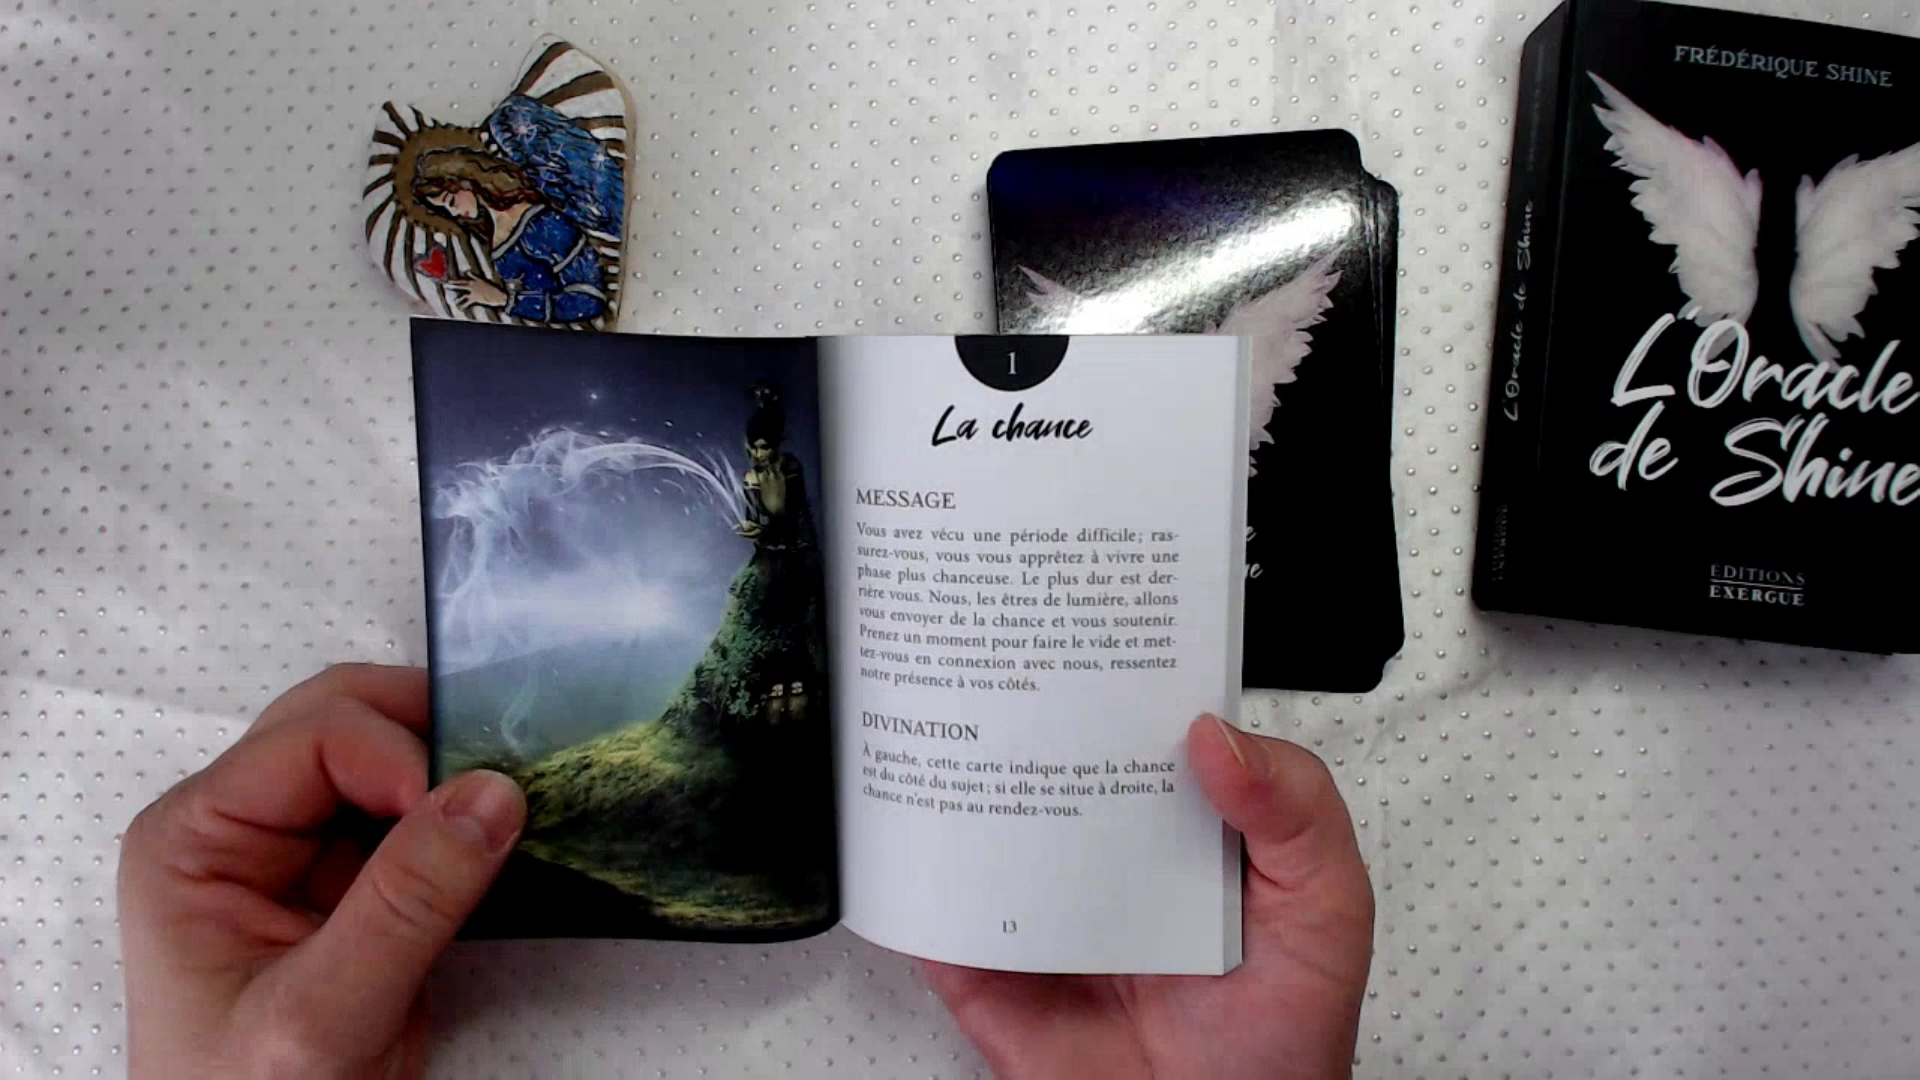 FRÉDÉRIQUE SHINE
L'Oracle de Shine
L'Oracle
de Shine
EDITIONS
EXERGUE
1
La chance
MESSAGE
Vous avez vécu une période difficile ; ras-
surez-vous, vous vous apprêtez à vivre une
phase plus chanceuse. Le plus dur est der-
rière vous. Nous, les êtres de lumière, allons
vous envoyer de la chance et vous soutenir.
Prenez un moment pour faire le vide et met-
tez-vous en connexion avec nous, ressentez
notre présence à vos côtés.
DIVINATION
À gauche, cette carte indique que la chance
est du côté du sujet ; si elle se situe à droite, la
chance n'est pas au rendez-vous.
13